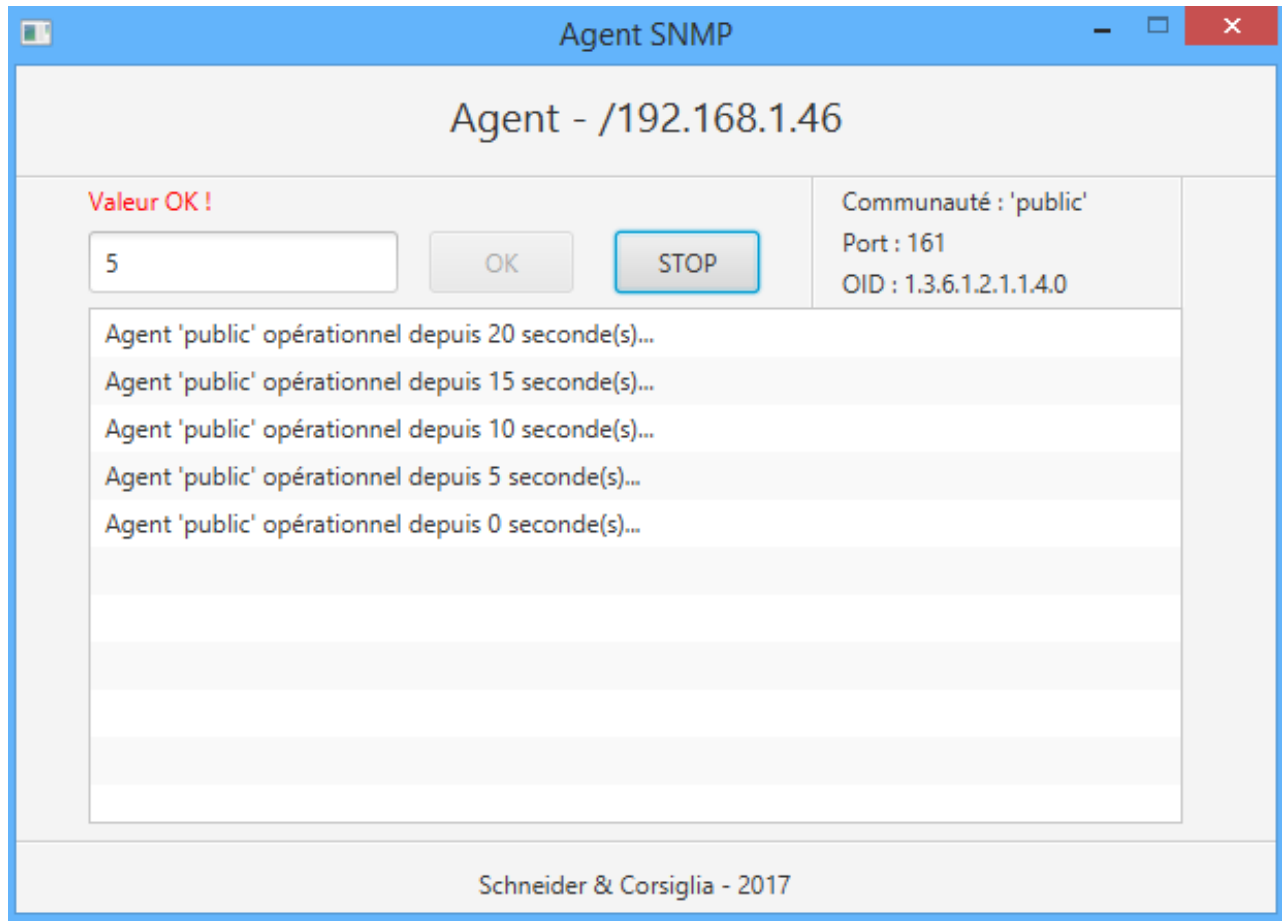 Agent SNMP
Agent - /192.168.1.46
Valeur OK !
5
OK
STOP
Communauté : 'public'
Port : 161
OID : 1.3.6.1.2.1.1.4.0
Agent 'public' opérationnel depuis 20 seconde(s)...
Agent 'public' opérationnel depuis 15 seconde(s)...
Agent 'public' opérationnel depuis 10 seconde(s)...
Agent 'public' opérationnel depuis 5 seconde(s)...
Agent 'public' opérationnel depuis 0 seconde(s)...
Schneider & Corsiglia - 2017